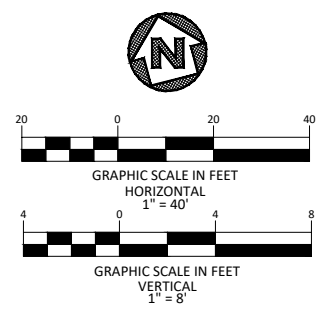 N
20 0 20 40
GRAPHIC SCALE IN FEET
HORIZONTAL
1" = 40'
4 0 4 8
GRAPHIC SCALE IN FEET
VERTICAL
1" = 8'